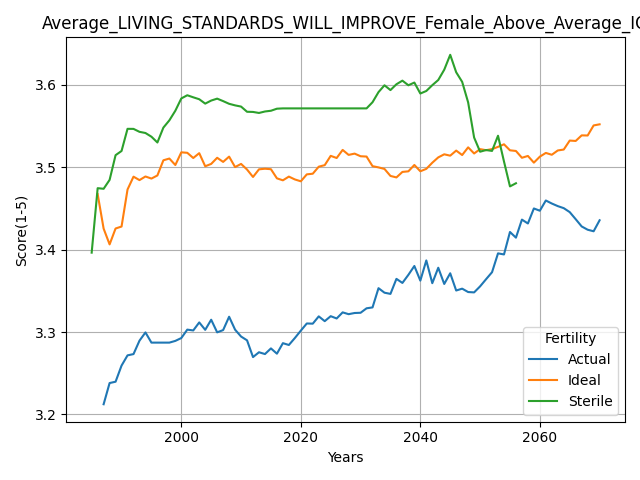 Average_LIVING_STANDARDS_WILL_IMPROVE_Female_Above_Average_IQ
3.6
3.5
3.4
3.3
3.2
Score(1-5)
2000 2020 2040 2060
Years
Fertility
Actual
Ideal
Sterile